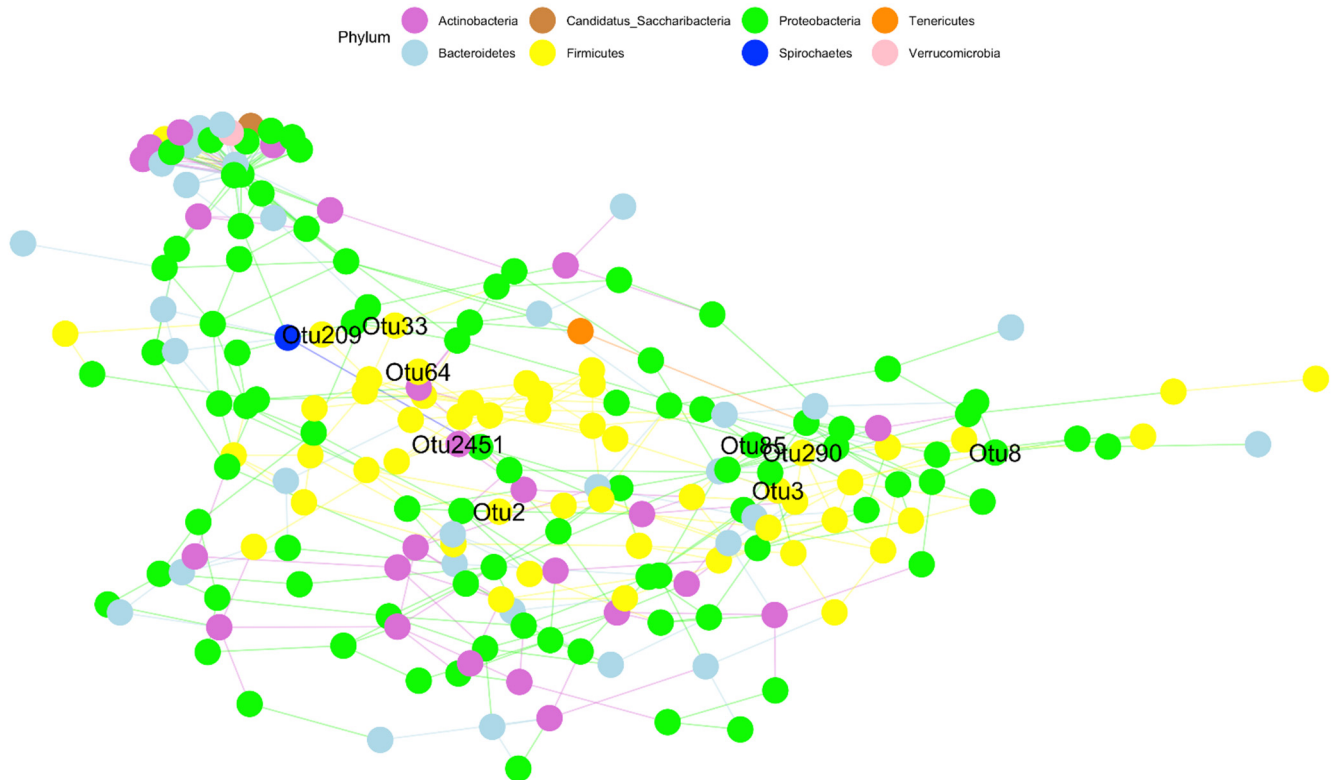 Phylum
Actinobacteria
Candidatus_Saccharibacteria
Proteobacteria
Tenericutes
Bacteroidetes
Firmicutes
Spirochaetes
Verrucomicrobia
Otu209
Otu33
Otu64
Otu2451
Otu85
Otu290
Otu8
Otu3
Otu2